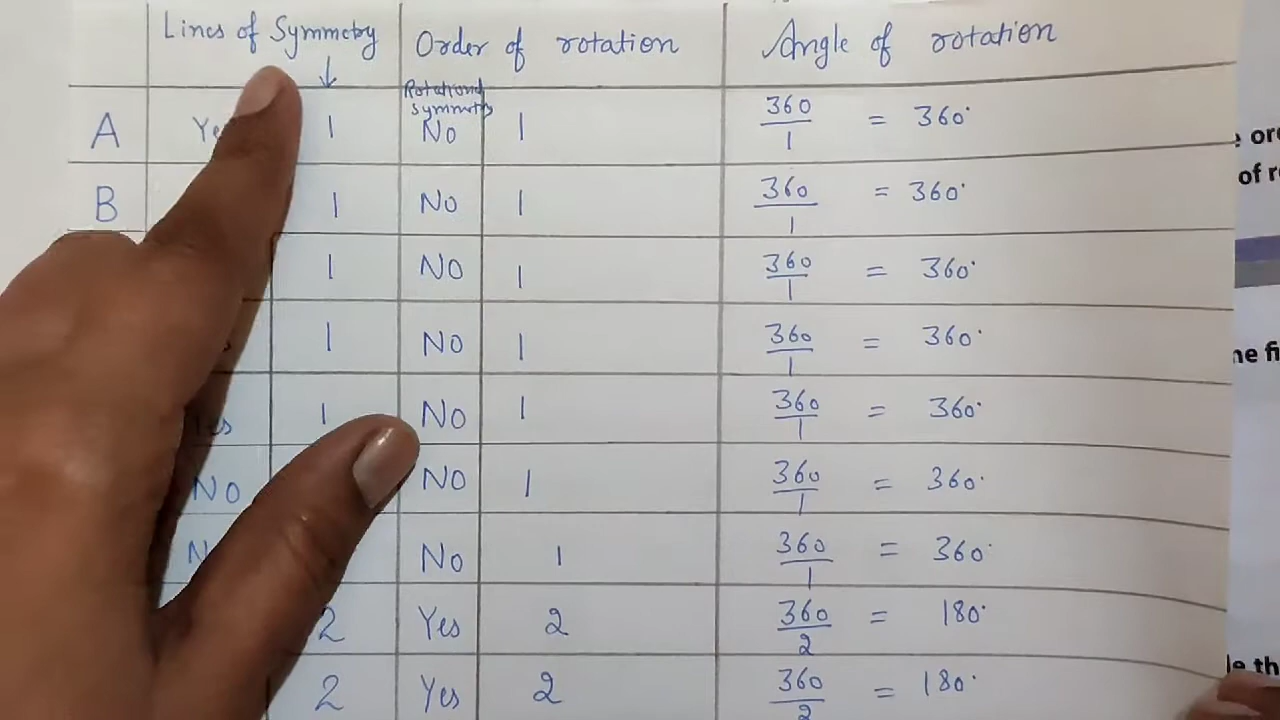 Lines of Symmetry ↓ Order of rotation Angle of rotation
Rotational symmetry
A 1 No 1 360/1 = 360°
B 1 No 1 360/1 = 360°
1 No 1 360/1 = 360°
1 No 1 360/1 = 360°
1 No 1 360/1 = 360°
No No 1 360/1 = 360°
No 1 360/1 = 360°
2 Yes 2 360/2 = 180°
2 Yes 2 360/2 = 180°
of